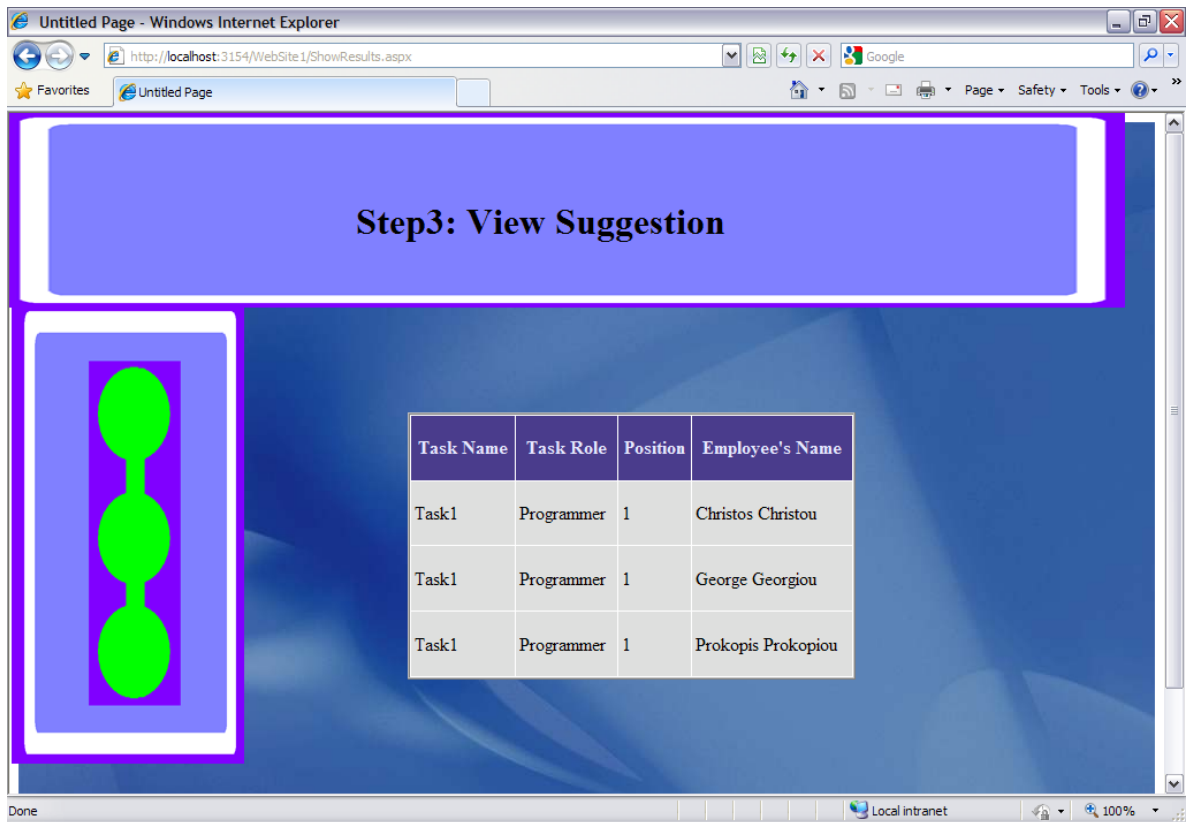 Untitled Page - Windows Internet Explorer
http://localhost:3154/WebSite1/ShowResults.aspx
Google
Favorites
Untitled Page
Page
Safety
Tools
»
Step3: View Suggestion
Task Name Task Role Position Employee's Name
Task1 Programmer 1 Christos Christou
Task1 Programmer 1 George Georgiou
Task1 Programmer 1 Prokopis Prokopiou
Done
Local intranet
100%